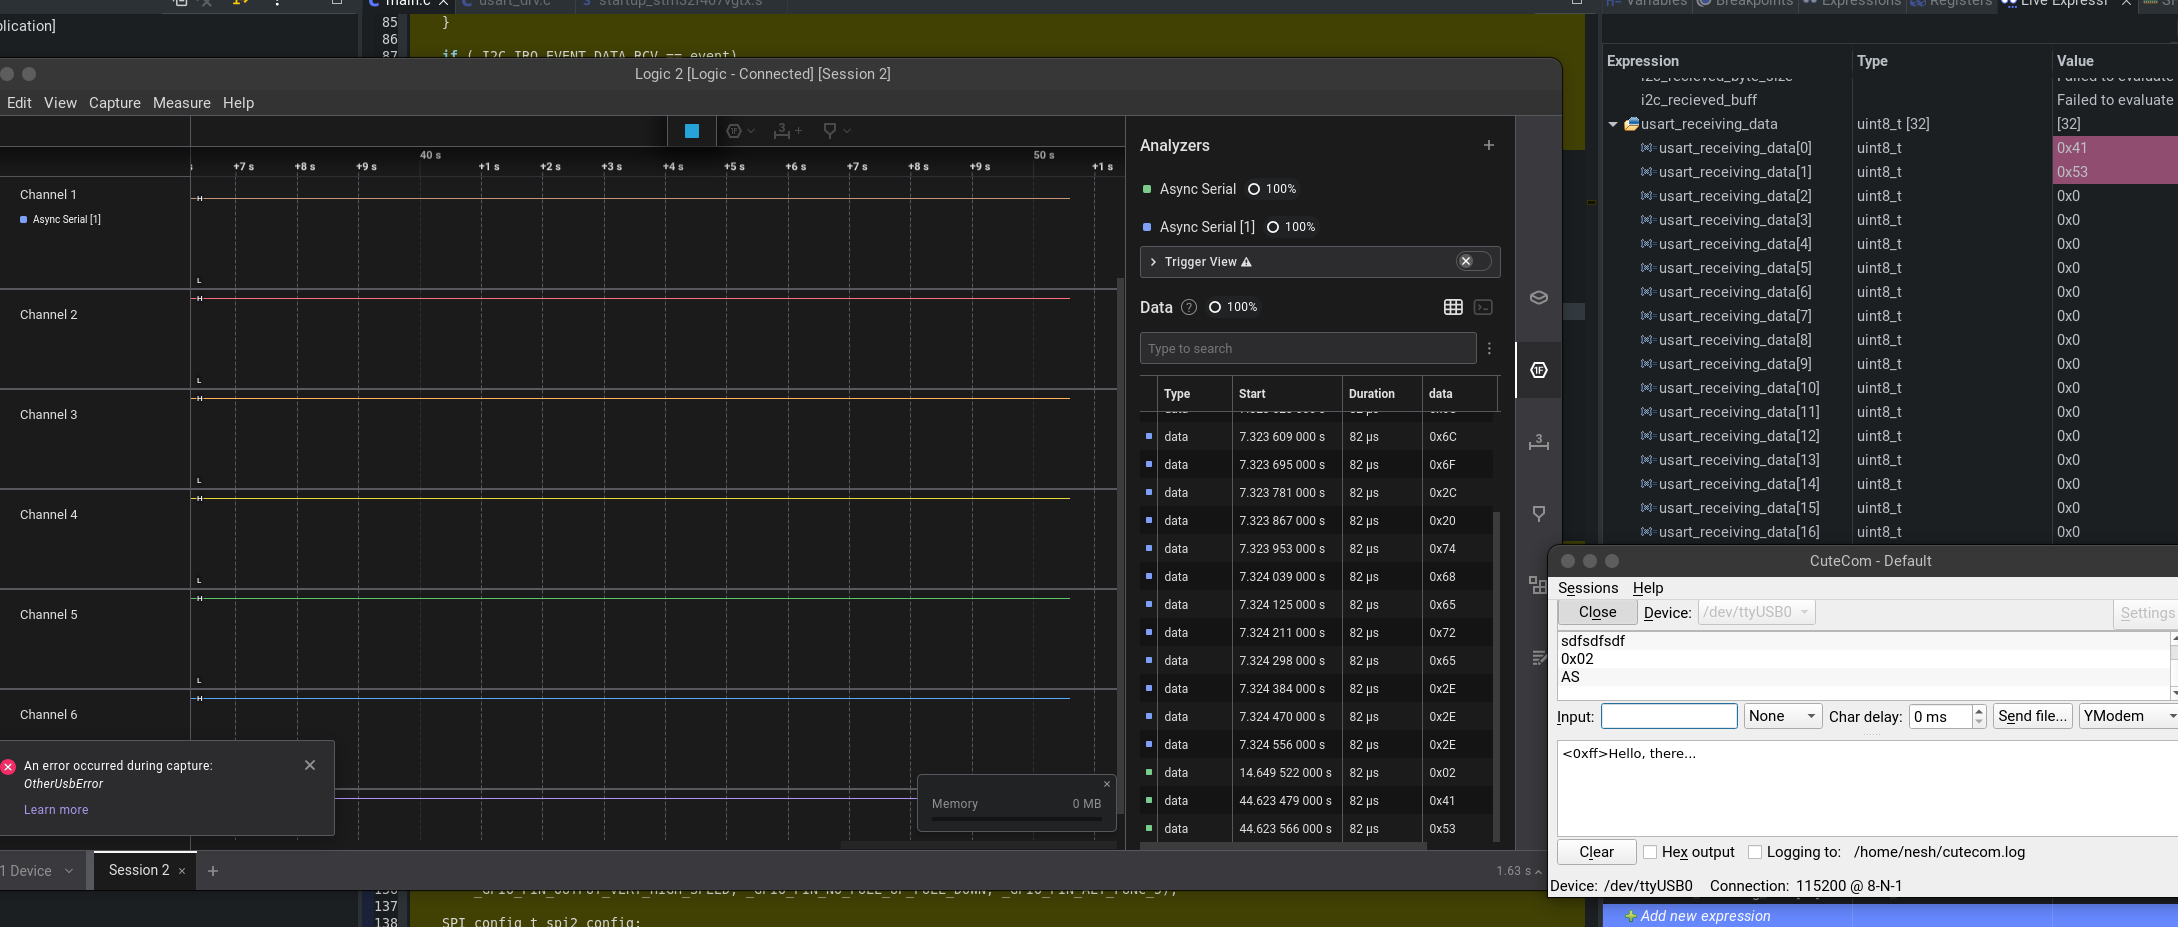 plication]
main.c
usart_drv.c
startup_stm32f407vgtx.s
85 }
86
87 if ( I2C_IRQ_EVENT_DATA_RCV == event)
Logic 2 [Logic - Connected] [Session 2]
Edit View Capture Measure Help
40 s 50 s
+7 s +8 s +9 s +1 s +2 s +3 s +4 s +5 s +6 s +7 s +8 s +9 s +1 s
Channel 1
Async Serial [1]
H
L
Channel 2
H
L
Channel 3
H
L
Channel 4
H
L
Channel 5
H
L
Channel 6
H
An error occurred during capture:
OtherUsbError
Learn more
Memory 0 MB
1 Device
Session 2
1.63 s
Analyzers
Async Serial 100%
Async Serial [1] 100%
Trigger View
Data 100%
Type to search
Type Start Duration data
data 7.323 609 000 s 82 µs 0x6C
data 7.323 695 000 s 82 µs 0x6F
data 7.323 781 000 s 82 µs 0x2C
data 7.323 867 000 s 82 µs 0x20
data 7.323 953 000 s 82 µs 0x74
data 7.324 039 000 s 82 µs 0x68
data 7.324 125 000 s 82 µs 0x65
data 7.324 211 000 s 82 µs 0x72
data 7.324 298 000 s 82 µs 0x65
data 7.324 384 000 s 82 µs 0x2E
data 7.324 470 000 s 82 µs 0x2E
data 7.324 556 000 s 82 µs 0x2E
data 14.649 522 000 s 82 µs 0x02
data 44.623 479 000 s 82 µs 0x41
data 44.623 566 000 s 82 µs 0x53
137
138 SPI_config_t spi2_config;
Variables Breakpoints Expressions Registers Live Expressi
Expression Type Value
i2c_recieved_byte_size Failed to evaluate
i2c_recieved_buff Failed to evaluate
usart_receiving_data uint8_t [32] [32]
usart_receiving_data[0] uint8_t 0x41
usart_receiving_data[1] uint8_t 0x53
usart_receiving_data[2] uint8_t 0x0
usart_receiving_data[3] uint8_t 0x0
usart_receiving_data[4] uint8_t 0x0
usart_receiving_data[5] uint8_t 0x0
usart_receiving_data[6] uint8_t 0x0
usart_receiving_data[7] uint8_t 0x0
usart_receiving_data[8] uint8_t 0x0
usart_receiving_data[9] uint8_t 0x0
usart_receiving_data[10] uint8_t 0x0
usart_receiving_data[11] uint8_t 0x0
usart_receiving_data[12] uint8_t 0x0
usart_receiving_data[13] uint8_t 0x0
usart_receiving_data[14] uint8_t 0x0
usart_receiving_data[15] uint8_t 0x0
usart_receiving_data[16] uint8_t 0x0
CuteCom - Default
Sessions Help
Close Device: /dev/ttyUSB0 Settings
sdfsdfsdf
0x02
AS
Input: None Char delay: 0 ms Send file... YModem
<0xff>Hello, there...
Clear Hex output Logging to: /home/nesh/cutecom.log
Device: /dev/ttyUSB0 Connection: 115200 @ 8-N-1
Add new expression